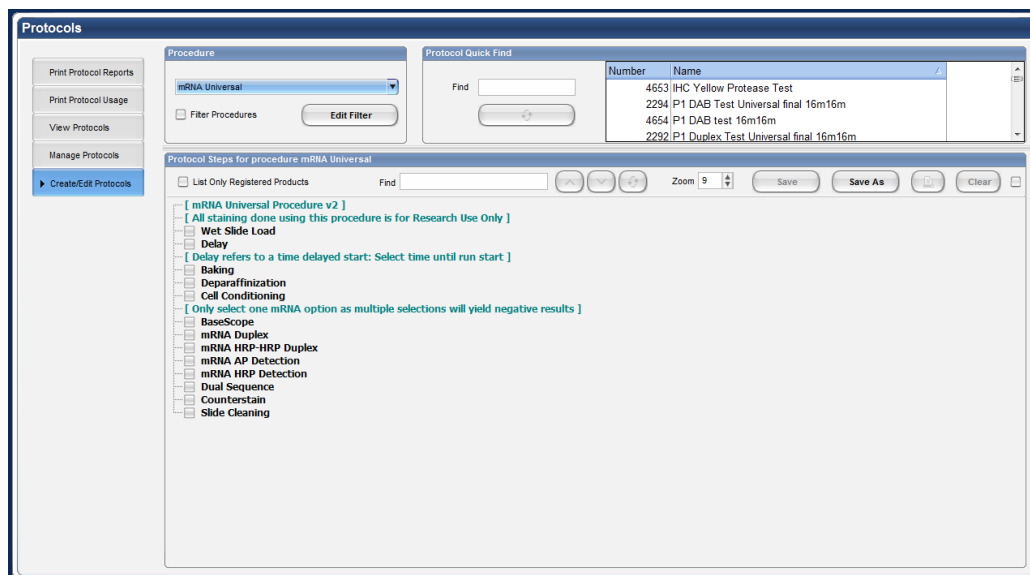 Protocols
Print Protocol Reports
Print Protocol Usage
View Protocols
Manage Protocols
Create/Edit Protocols
Procedure
mRNA Universal
Filter Procedures
Edit Filter
Protocol Quick Find
Find
Number Name
4653 IHC Yellow Protease Test
2294 P1 DAB Test Universal final 16m16m
4654 P1 DAB test 16m16m
2292 P1 Duplex Test Universal final 16m16m
Protocol Steps for procedure mRNA Universal
List Only Registered Products Find Zoom 9 Save Save As Clear
[ mRNA Universal Procedure v2 ]
[ All staining done using this procedure is for Research Use Only ]
Wet Slide Load
Delay
[ Delay refers to a time delayed start: Select time until run start ]
Baking
Deparaffinization
Cell Conditioning
[ Only select one mRNA option as multiple selections will yield negative results ]
BaseScope
mRNA Duplex
mRNA HRP-HRP Duplex
mRNA AP Detection
mRNA HRP Detection
Dual Sequence
Counterstain
Slide Cleaning